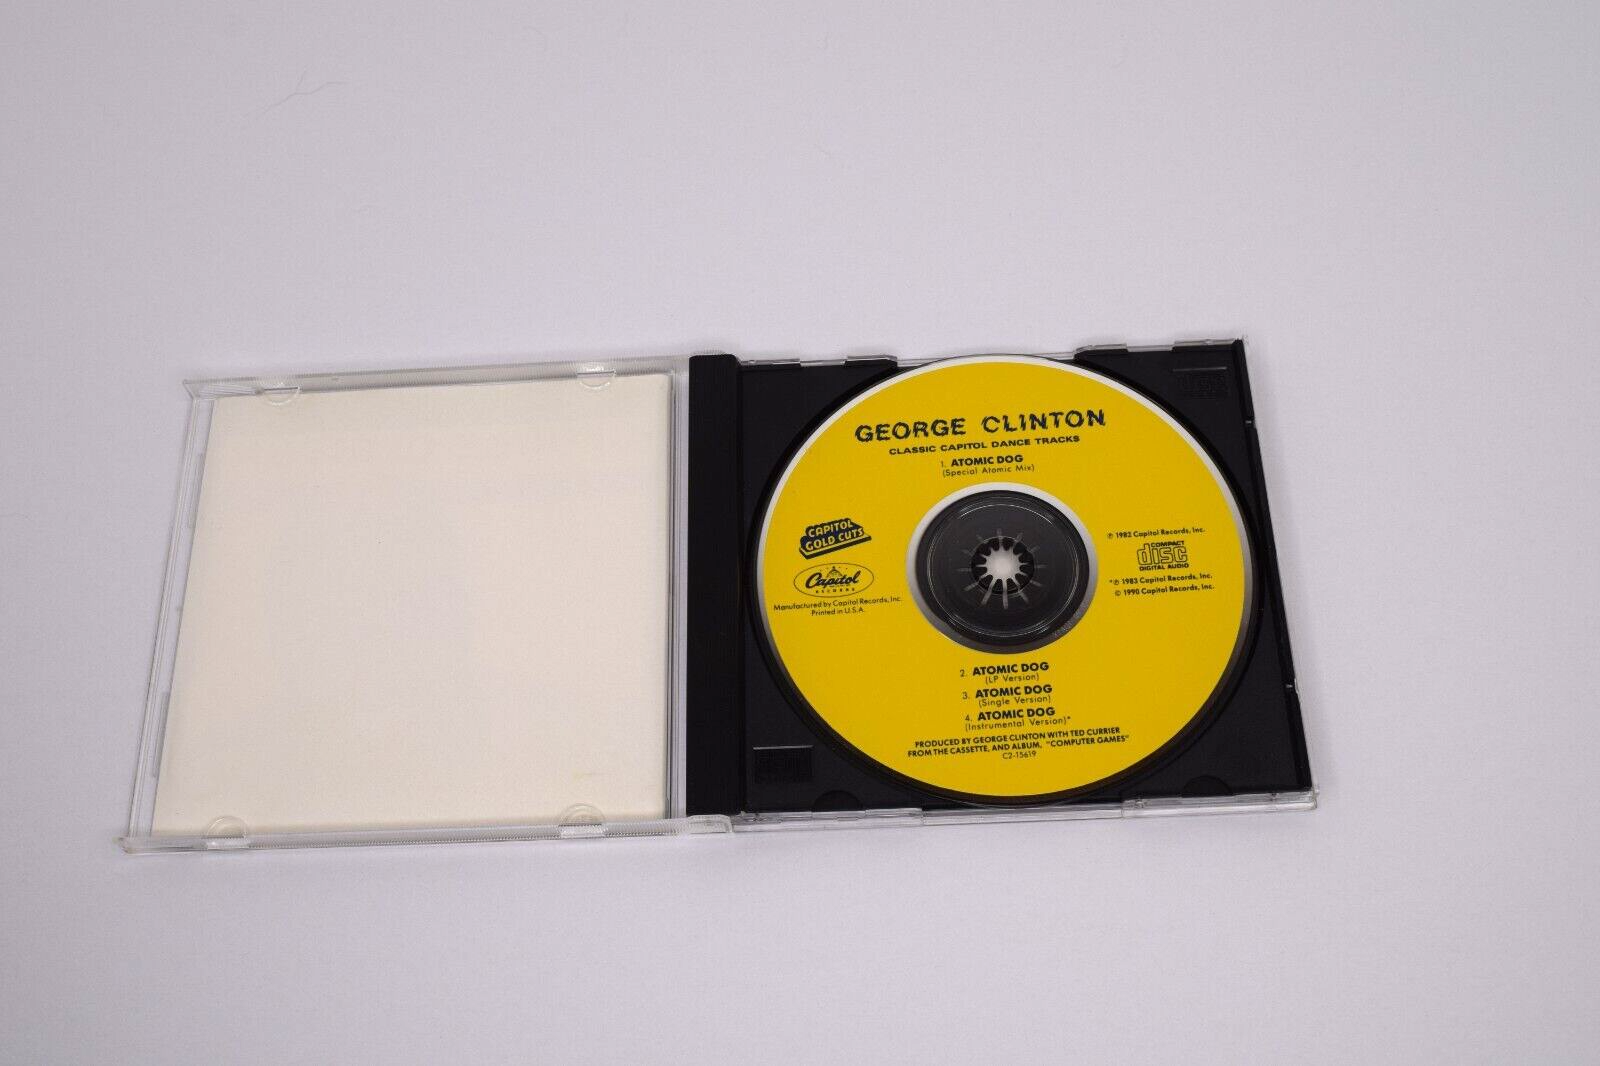 GEORGE CLINTON
CLASSIC CAPITOL DANCE TRACKS
1. ATOMIC DOG
(Special Atomic Mix)
CAPITOL
GOLD CUTS
Capitol
RECORDS
Manufactured by Capitol Records, Inc.
Printed in U.S.A.
℗ 1982 Capitol Records, Inc.
COMPACT
disc
DIGITAL AUDIO
*℗ 1983 Capitol Records, Inc.
© 1990 Capitol Records, Inc.
2. ATOMIC DOG
(LP Version)
3. ATOMIC DOG
(Single Version)
4. ATOMIC DOG
(Instrumental Version)*
PRODUCED BY GEORGE CLINTON WITH TED CURRIER
FROM THE CASSETTE, AND ALBUM, "COMPUTER GAMES"
C2-15619